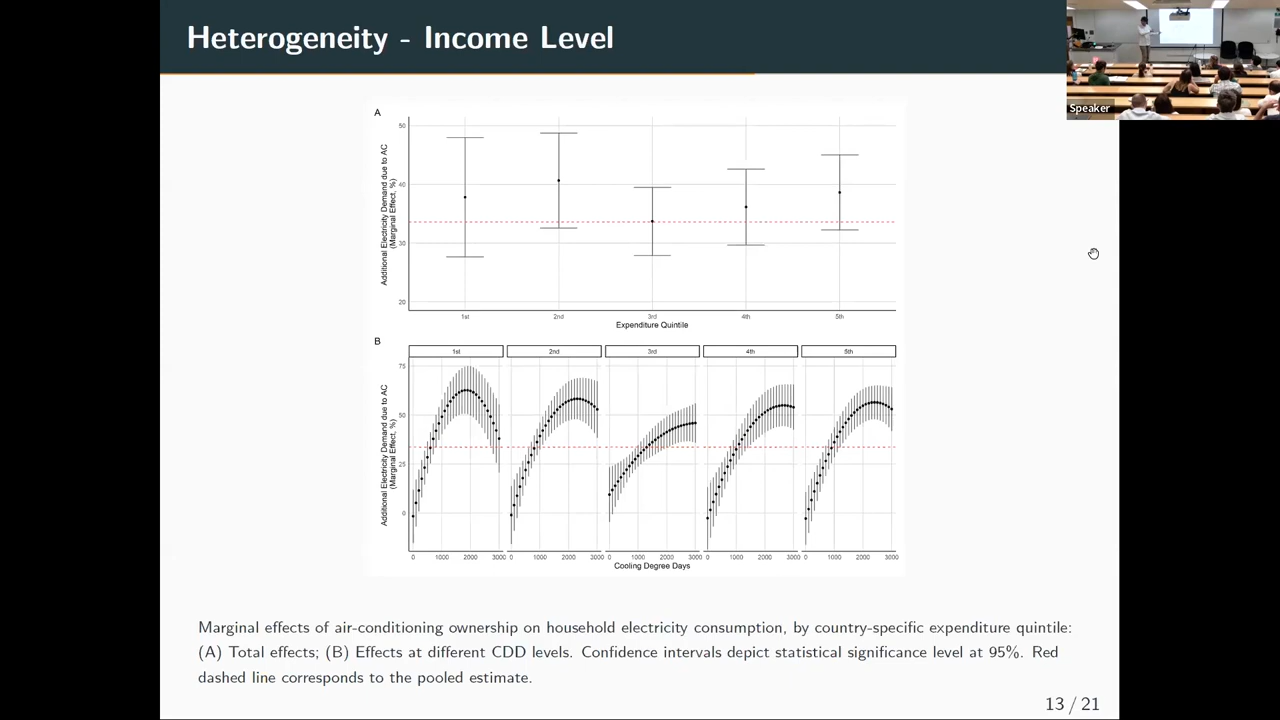 Heterogeneity - Income Level
Speaker
A
Additional Electricity Demand due to AC
(Marginal Effect, %)
50
40
30
20
1st 2nd 3rd 4th 5th
Expenditure Quintile
B
1st 2nd 3rd 4th 5th
Additional Electricity Demand due to AC
(Marginal Effect, %)
75
50
25
0
0 1000 2000 3000 0 1000 2000 3000 0 1000 2000 3000 0 1000 2000 3000 0 1000 2000 3000
Cooling Degree Days
Marginal effects of air-conditioning ownership on household electricity consumption, by country-specific expenditure quintile:
(A) Total effects; (B) Effects at different CDD levels. Confidence intervals depict statistical significance level at 95%. Red
dashed line corresponds to the pooled estimate.
13 / 21